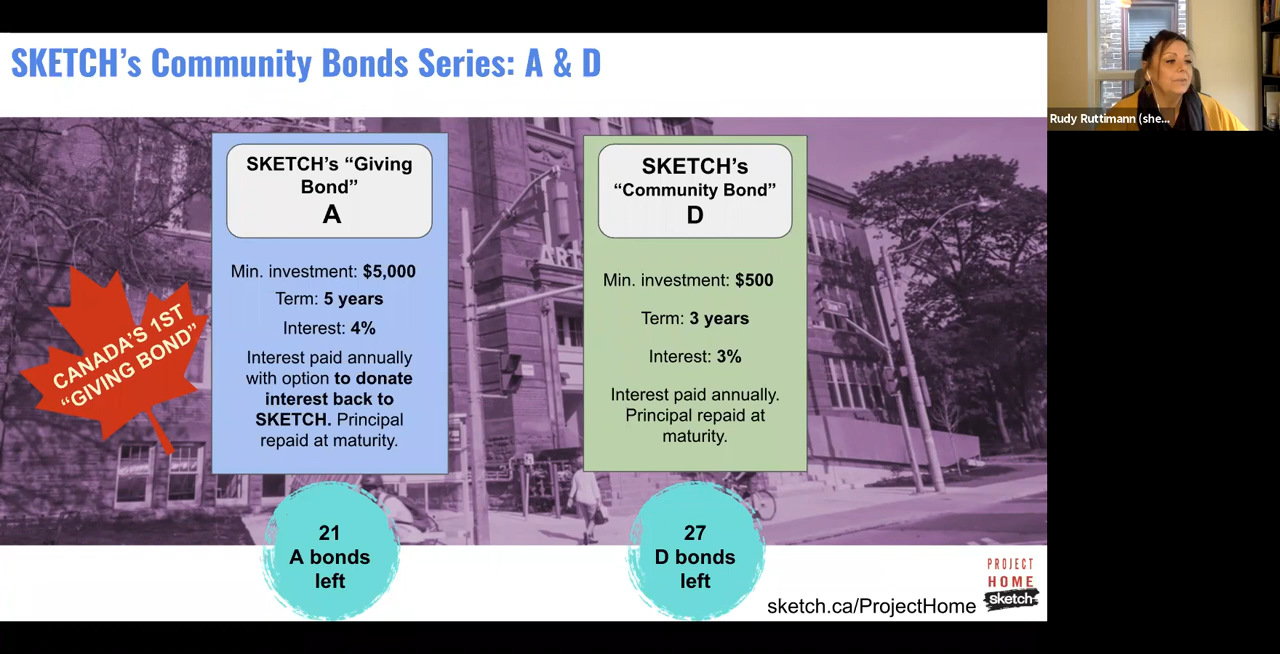 SKETCH’s Community Bonds Series: A & D
Rudy Ruttimann (she...
SKETCH’s “Giving
Bond”
A
Min. investment: $5,000
Term: 5 years
Interest: 4%
Interest paid annually
with option to donate
interest back to
SKETCH. Principal
repaid at maturity.
SKETCH’s
“Community Bond”
D
Min. investment: $500
Term: 3 years
Interest: 3%
Interest paid annually.
Principal repaid at
maturity.
CANADA’S 1ST
“GIVING BOND”
ART
21
A bonds
left
27
D bonds
left
sketch.ca/ProjectHome
PROJECT
HOME
sketch